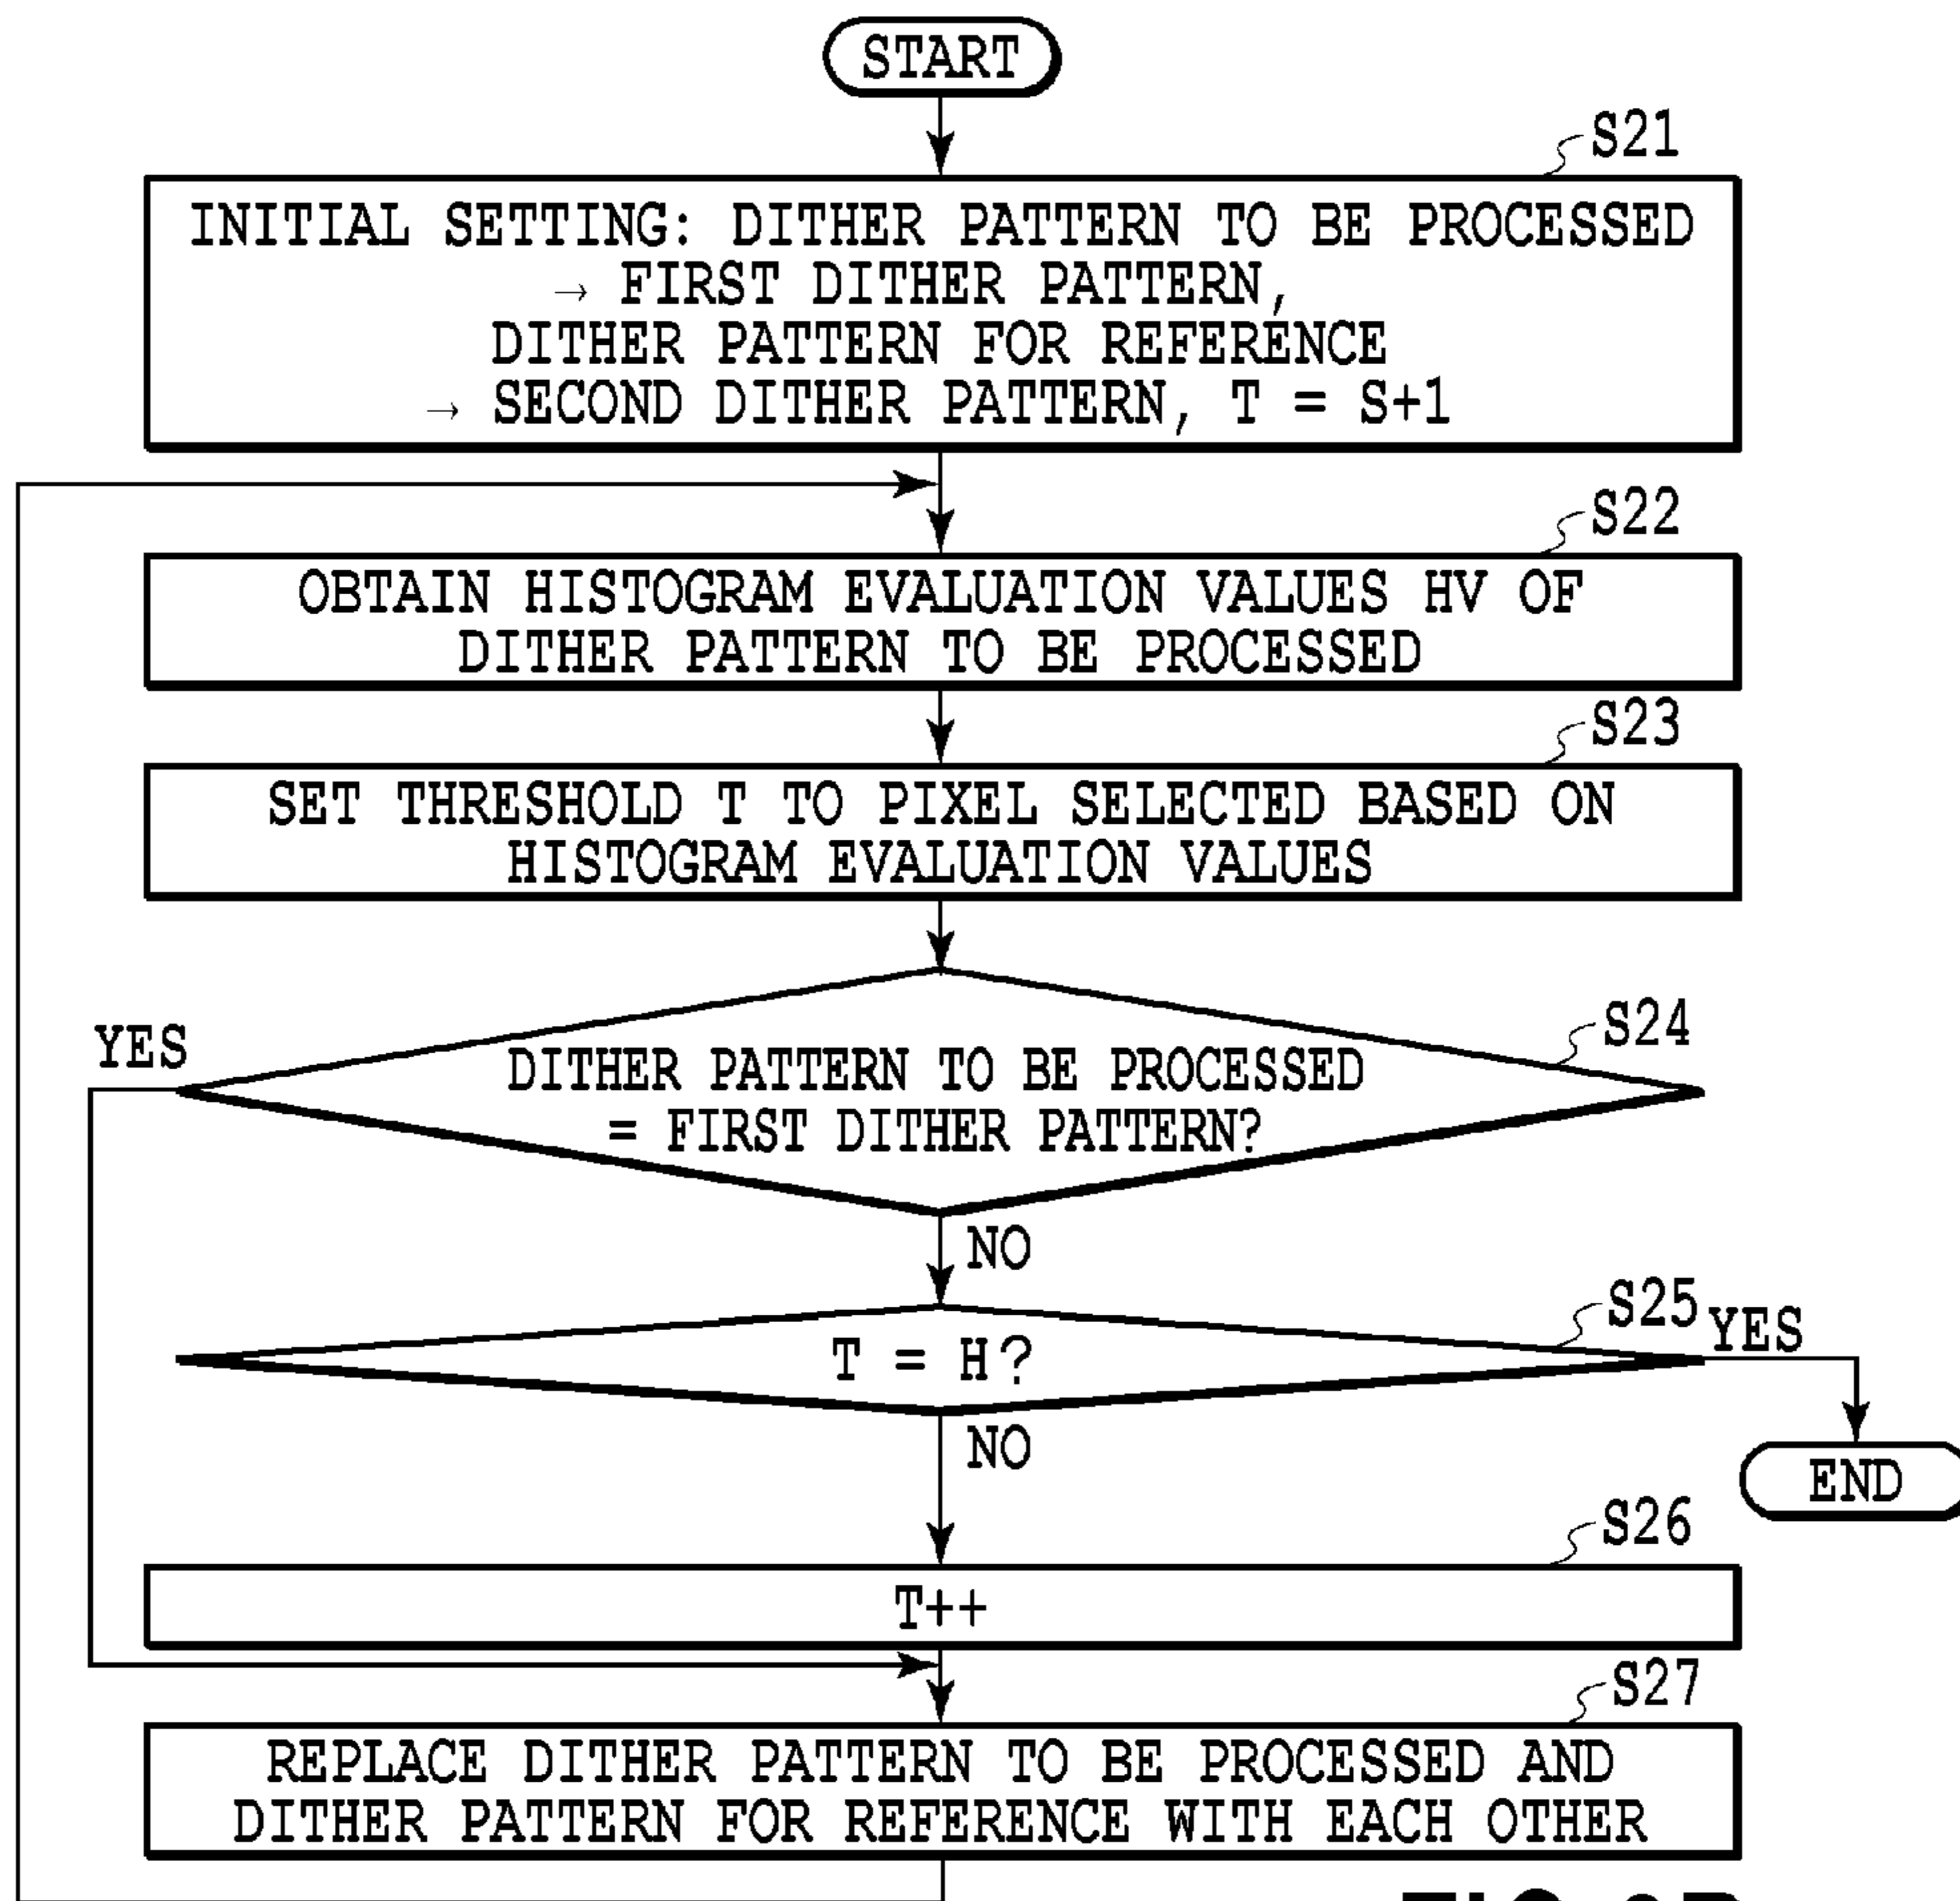 START
S21
INITIAL SETTING: DITHER PATTERN TO BE PROCESSED
→ FIRST DITHER PATTERN,
DITHER PATTERN FOR REFERENCE
→ SECOND DITHER PATTERN, T = S+1
S22
OBTAIN HISTOGRAM EVALUATION VALUES HV OF
DITHER PATTERN TO BE PROCESSED
S23
SET THRESHOLD T TO PIXEL SELECTED BASED ON
HISTOGRAM EVALUATION VALUES
S24
YES
DITHER PATTERN TO BE PROCESSED
= FIRST DITHER PATTERN?
NO
S25
YES
T = H?
NO
END
S26
T++
S27
REPLACE DITHER PATTERN TO BE PROCESSED AND
DITHER PATTERN FOR REFERENCE WITH EACH OTHER